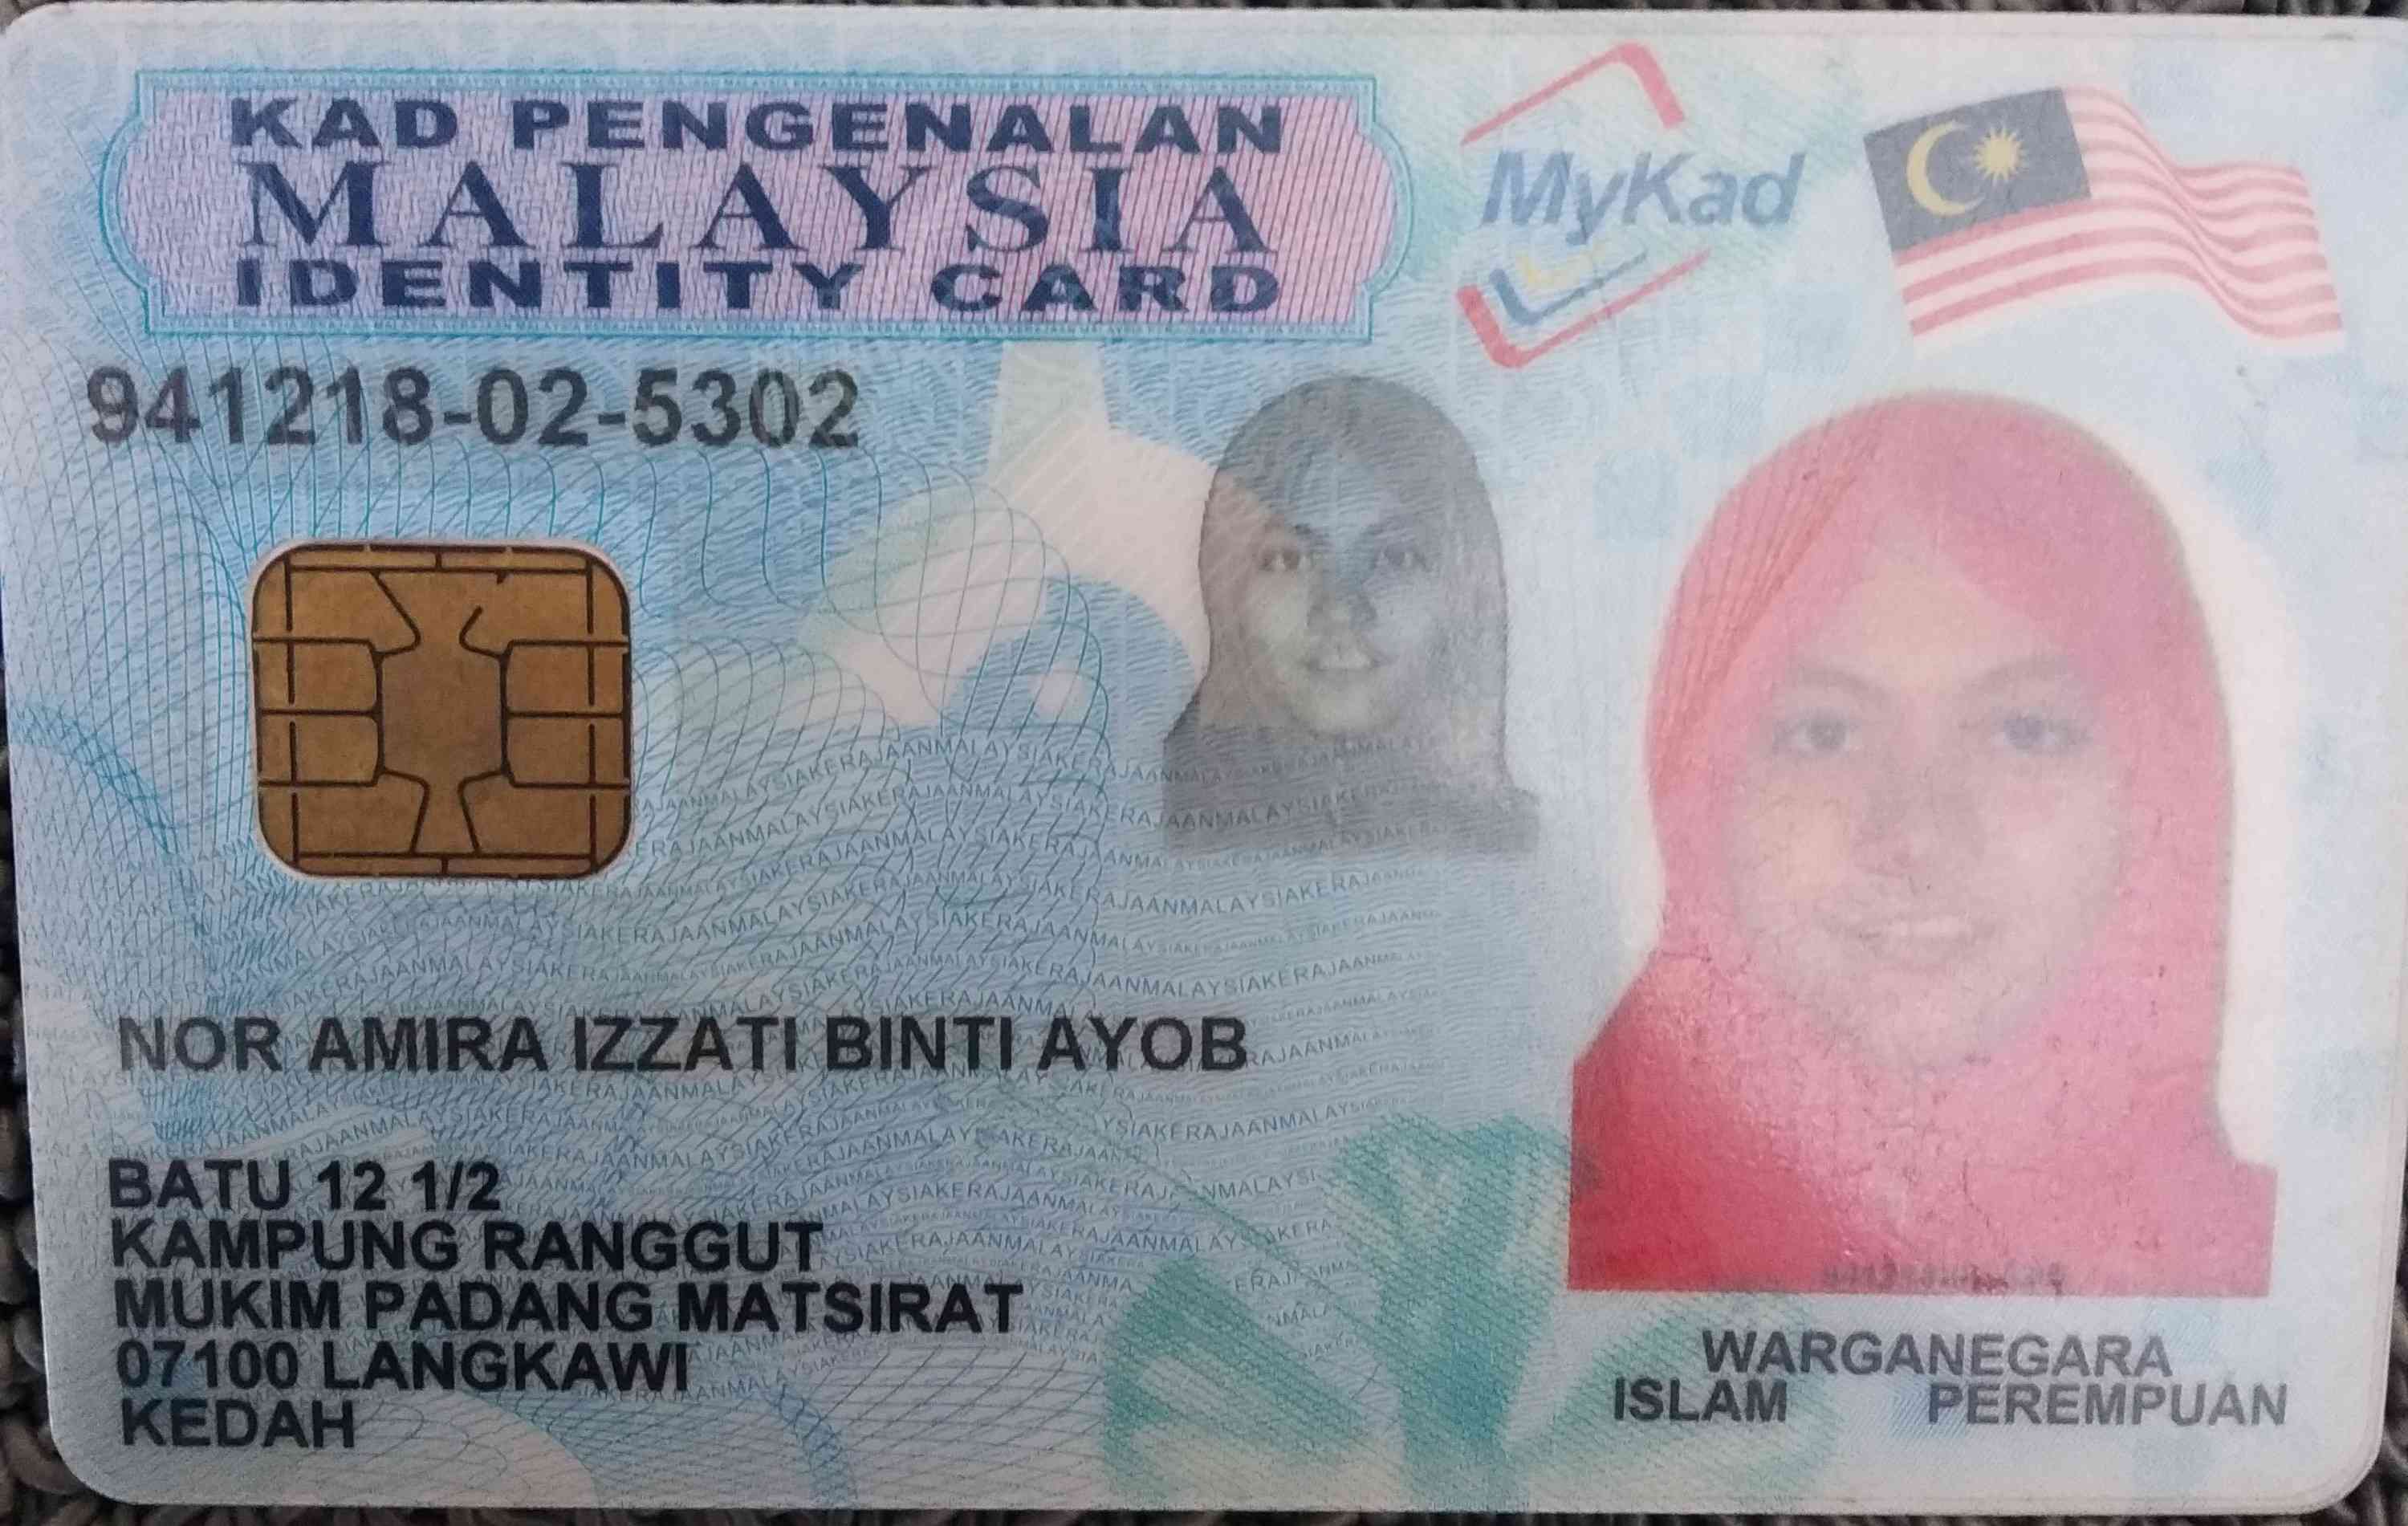 KAD PENGENALAN
MALAYSIA
IDENTITY CARD
MyKad
941218-02-5302
NOR AMIRA IZZATI BINTI AYOB
BATU 12 1/2
KAMPUNG RANGGUT
MUKIM PADANG MATSIRAT
07100 LANGKAWI
KEDAH
WARGANEGARA
ISLAM PEREMPUAN